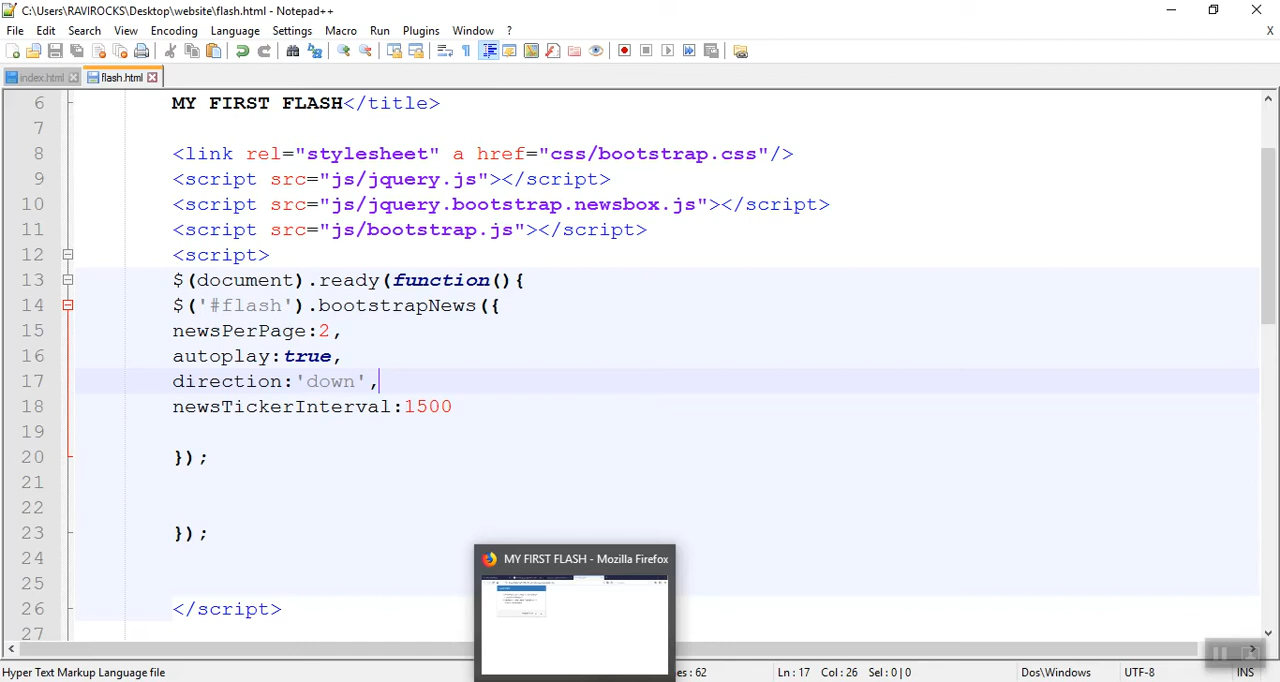 C:\Users\RAVIROCKS\Desktop\website\flash.html - Notepad++
File Edit Search View Encoding Language Settings Macro Run Plugins Window ? X
index.html flash.html
6 MY FIRST FLASH</title>
7
8 <link rel="stylesheet" a href="css/bootstrap.css"/>
9 <script src="js/jquery.js"></script>
10 <script src="js/jquery.bootstrap.newsbox.js"></script>
11 <script src="js/bootstrap.js"></script>
12 <script>
13 $(document).ready(function(){
14 $('#flash').bootstrapNews({
15 newsPerPage:2,
16 autoplay:true,
17 direction:'down',
18 newsTickerInterval:1500
19
20 });
21
22
23 });
24
25
26 </script>
27
MY FIRST FLASH - Mozilla Firefox
Hyper Text Markup Language file es: 62 Ln: 17 Col: 26 Sel: 0 | 0 Dos\Windows UTF-8 INS